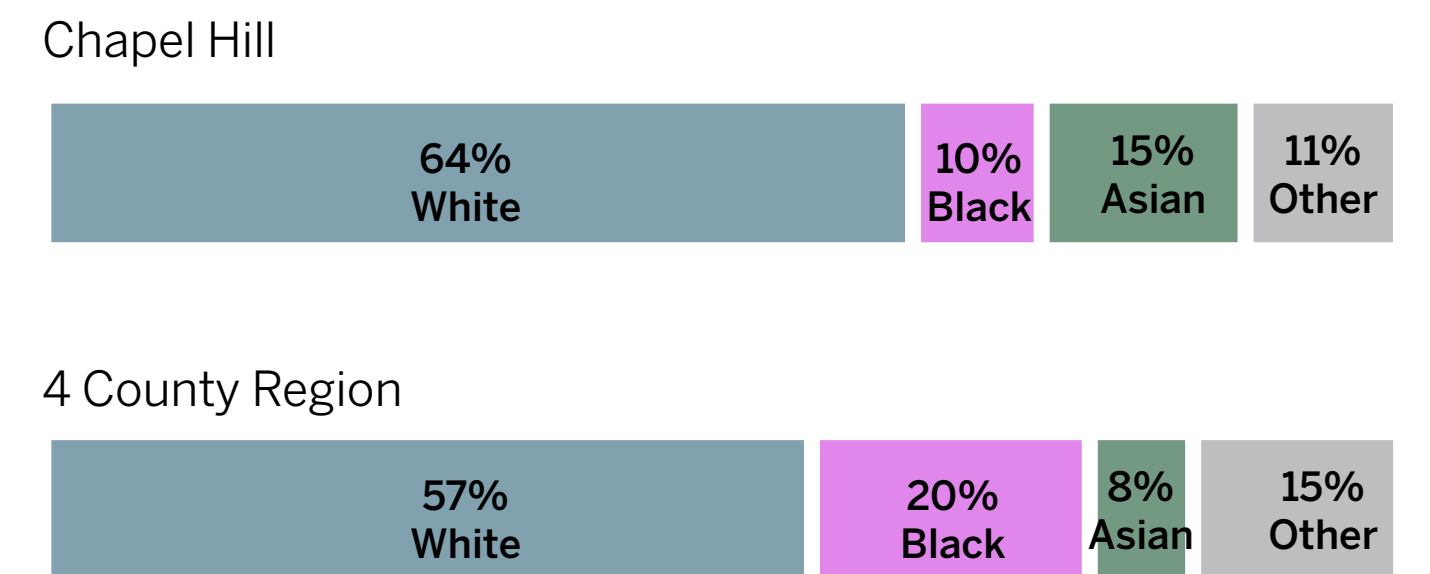 Chapel Hill
64%
White
10%
Black
15%
Asian
11%
Other
4 County Region
57%
White
20%
Black
8%
Asian
15%
Other